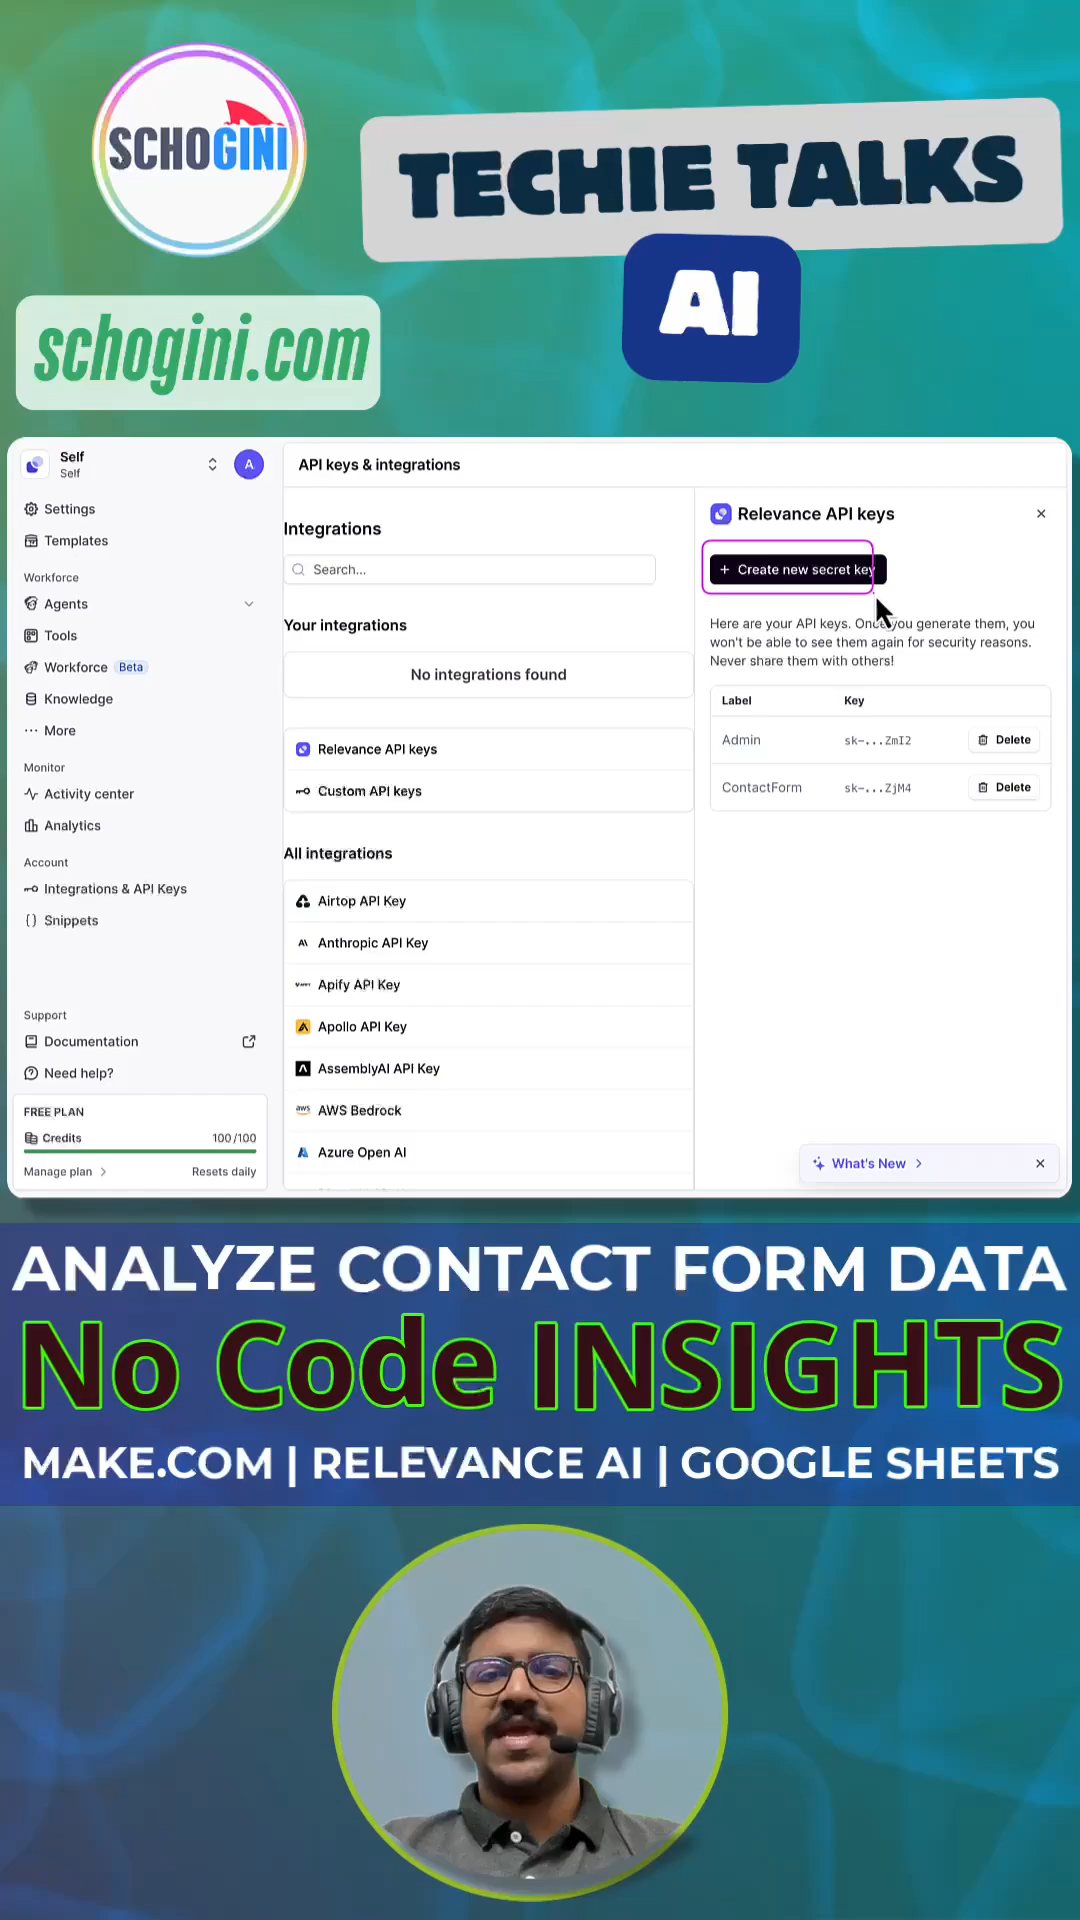 SCHOGINI
TECHIE TALKS
AI
schogini.com
Self
Self
A
Settings
Templates
Workforce
Agents
Tools
Workforce Beta
Knowledge
More
Monitor
Activity center
Analytics
Account
Integrations & API Keys
Snippets
Support
Documentation
Need help?
FREE PLAN
Credits 100/100
Manage plan Resets daily
API keys & integrations
Integrations
Search...
Your integrations
No integrations found
Relevance API keys
Custom API keys
All integrations
Airtop API Key
Anthropic API Key
Apify API Key
Apollo API Key
AssemblyAI API Key
aws AWS Bedrock
Azure Open AI
Relevance API keys
+ Create new secret key
Here are your API keys. Once you generate them, you
won't be able to see them again for security reasons.
Never share them with others!
Label Key
Admin sk-...ZmI2 Delete
ContactForm sk-...ZjM4 Delete
What's New
ANALYZE CONTACT FORM DATA
No Code INSIGHTS
MAKE.COM | RELEVANCE AI | GOOGLE SHEETS